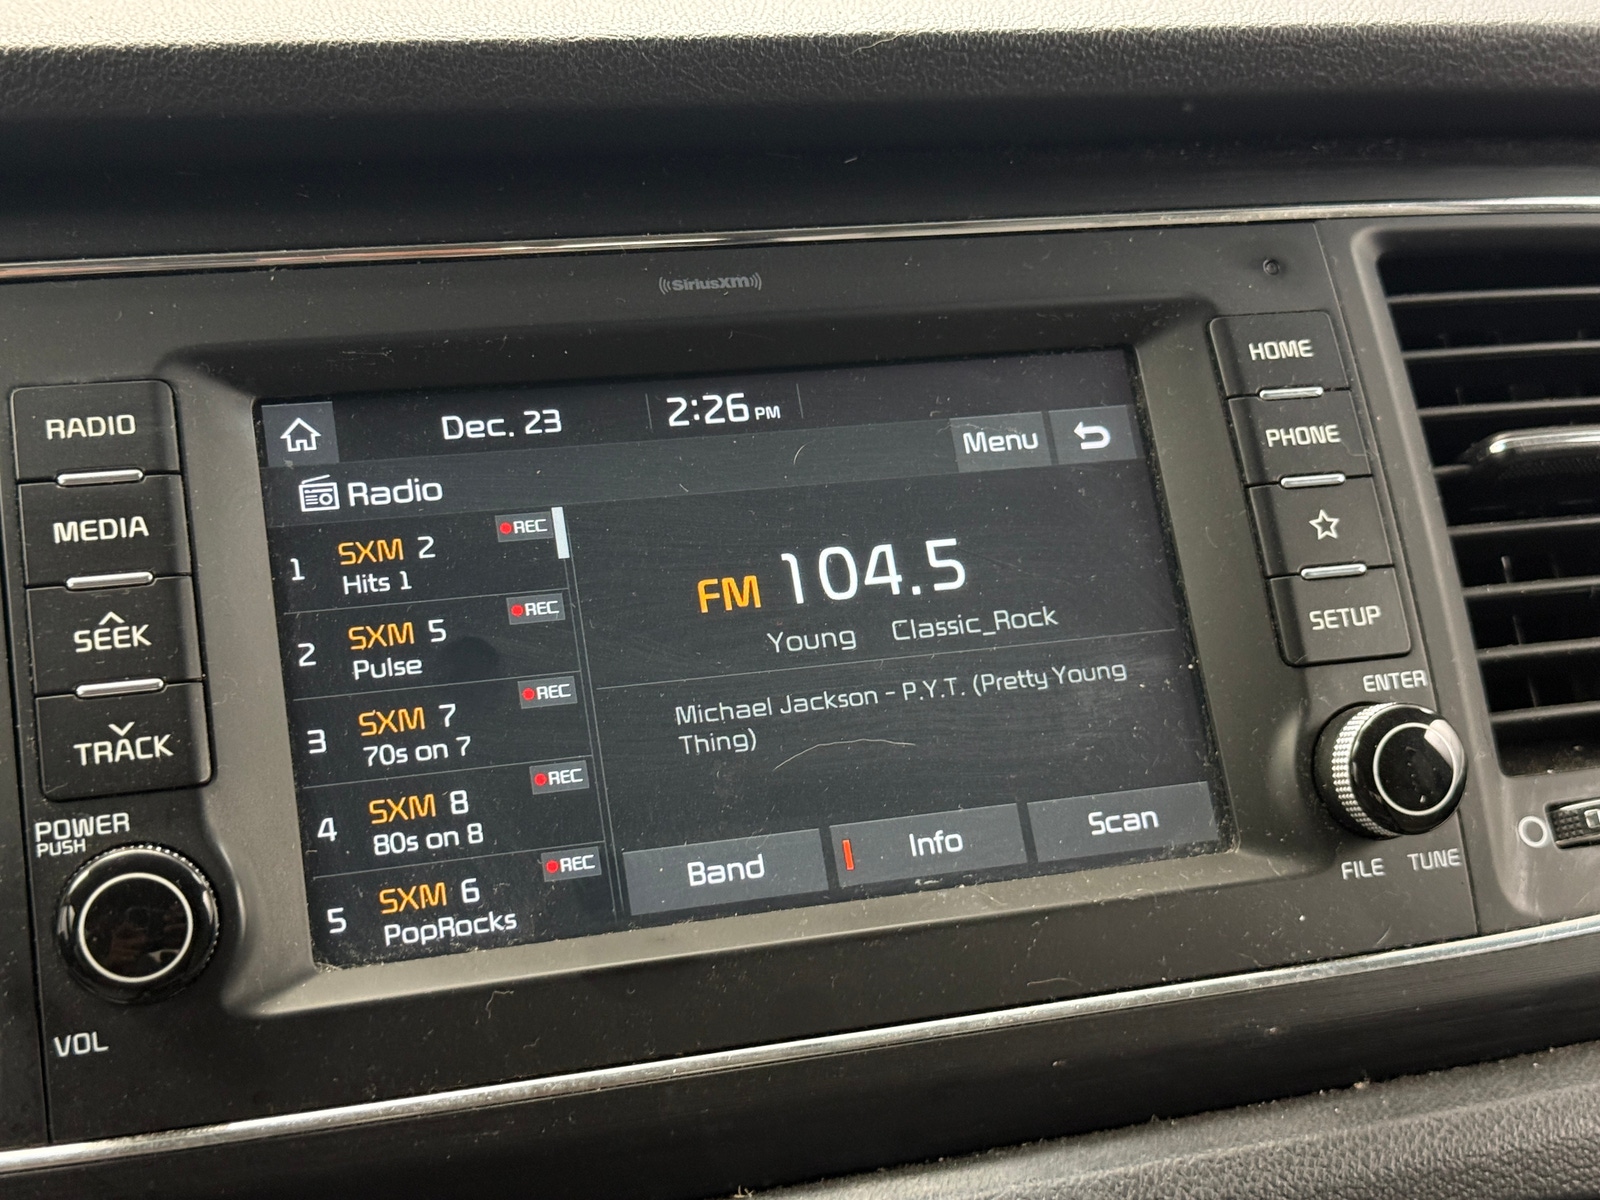 ((SiriusXM))
HOME
PHONE
SETUP
ENTER
FILE TUNE
RADIO
MEDIA
SEEK
TRACK
POWER
PUSH
VOL
Dec. 23 2:26 PM
Menu
Radio
1 SXM 2 REC
Hits 1
2 SXM 5 REC
Pulse
3 SXM 7 REC
70s on 7
4 SXM 8 REC
80s on 8
5 SXM 6 REC
PopRocks
FM 104.5
Young Classic_Rock
Michael Jackson - P.Y.T. (Pretty Young
Thing)
Band Info Scan